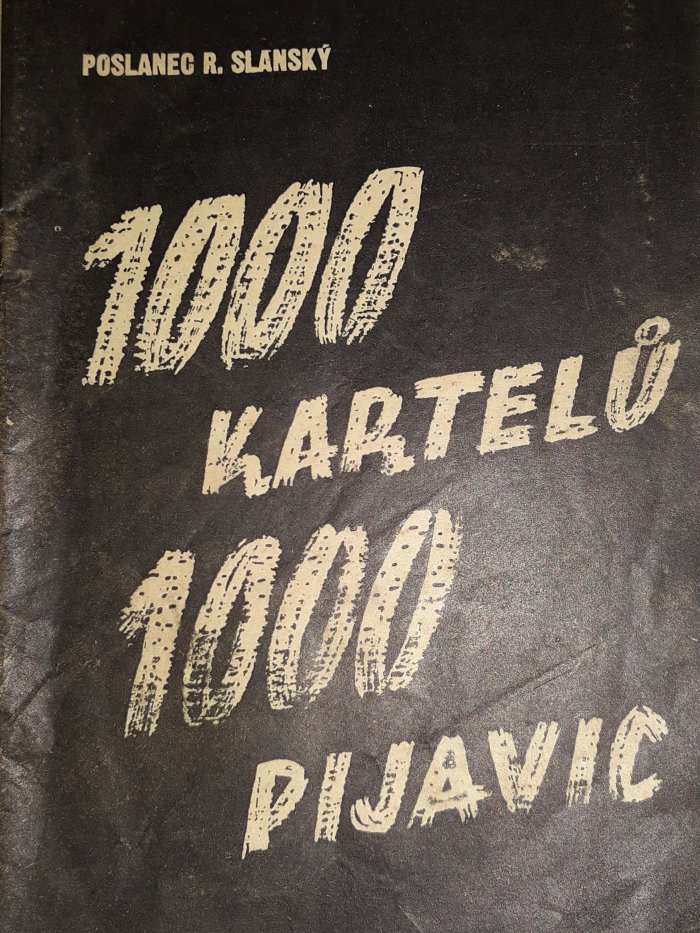 POSLANEC R. SLÁNSKÝ
1000
KARTELŮ
1000
PIJAVIC